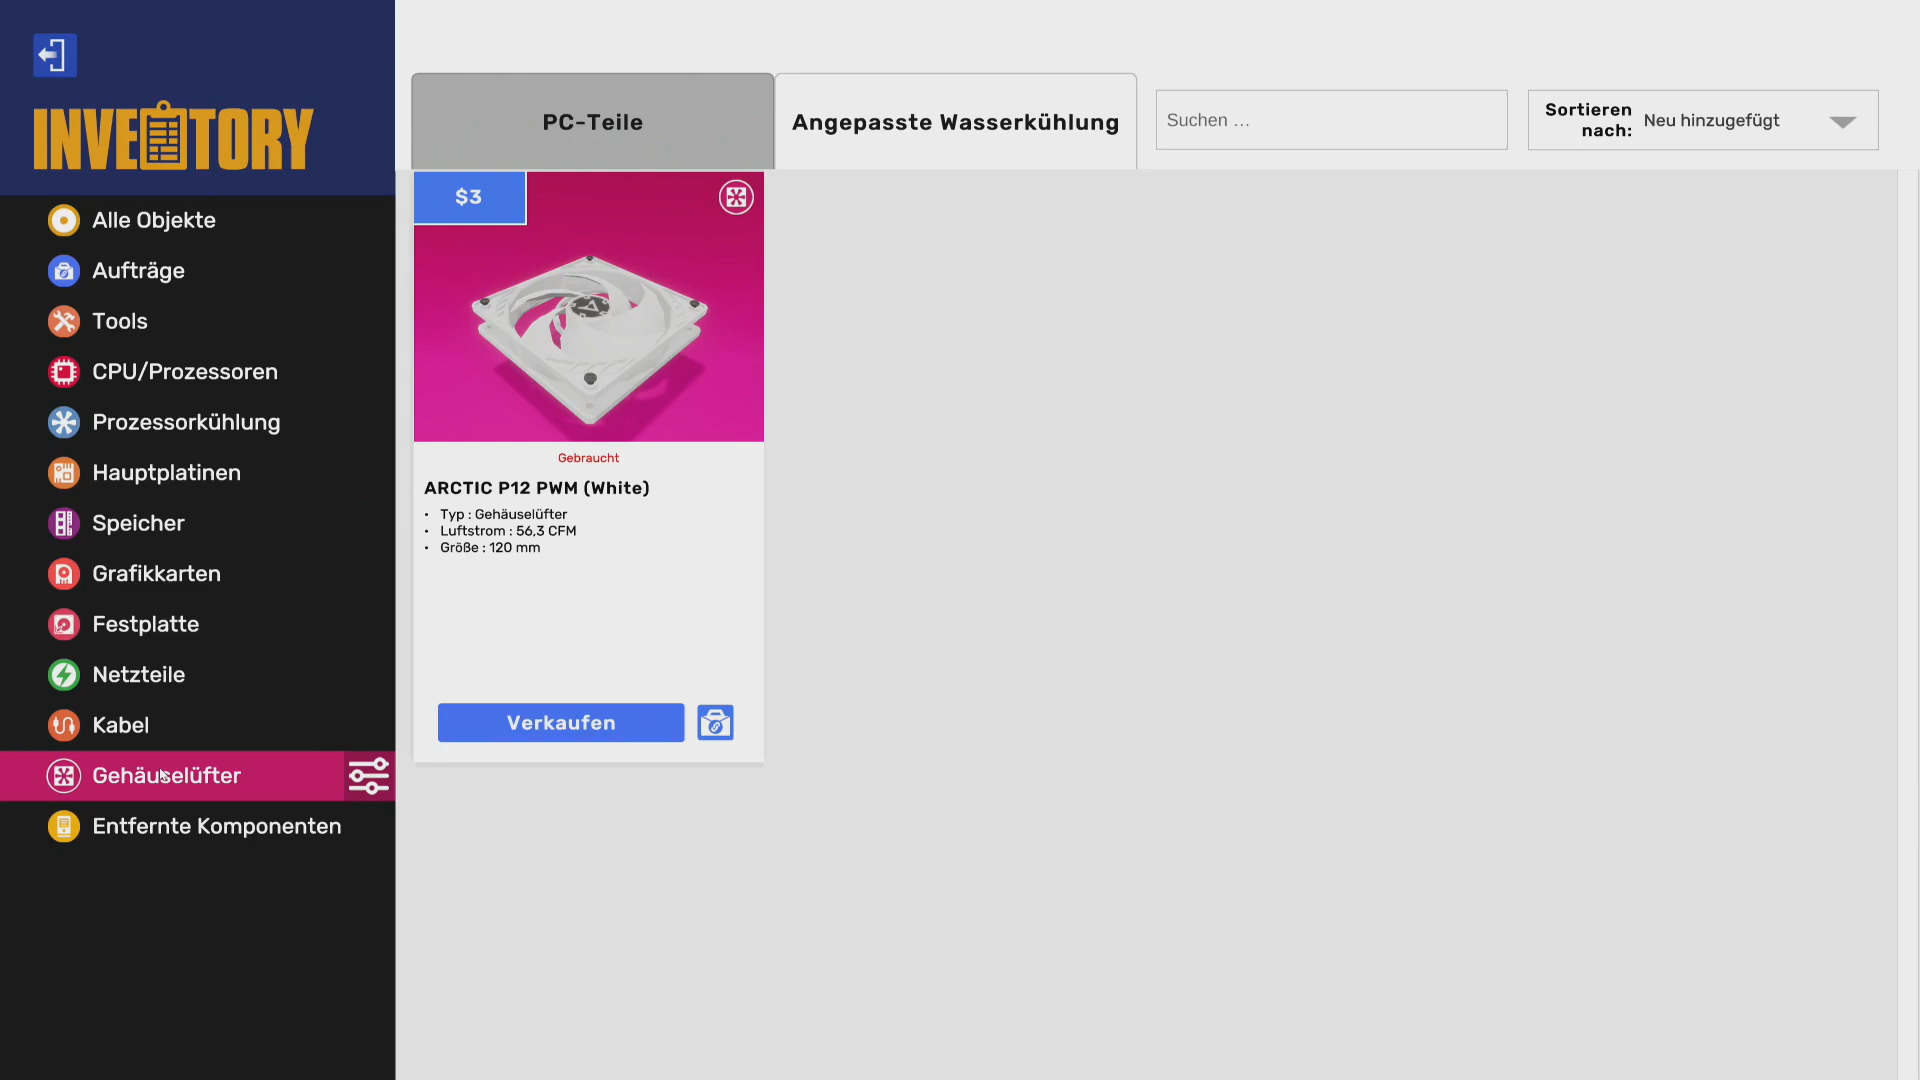 INVENTORY
Alle Objekte
Aufträge
Tools
CPU/Prozessoren
Prozessorkühlung
Hauptplatinen
Speicher
Grafikkarten
Festplatte
Netzteile
Kabel
Gehäuselüfter
Entfernte Komponenten
PC-Teile
Angepasste Wasserkühlung
Suchen ...
Sortieren nach:
Neu hinzugefügt
$3
Gebraucht
ARCTIC P12 PWM (White)
• Typ : Gehäuselüfter
• Luftstrom : 56,3 CFM
• Größe : 120 mm
Verkaufen